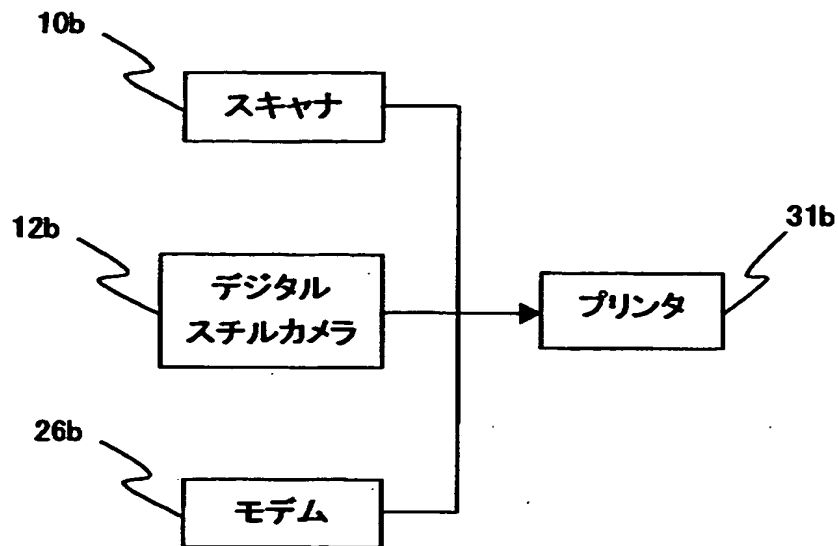 10b
スキャナ
12b
デジタル
スチルカメラ
31b
プリンタ
26b
モデム